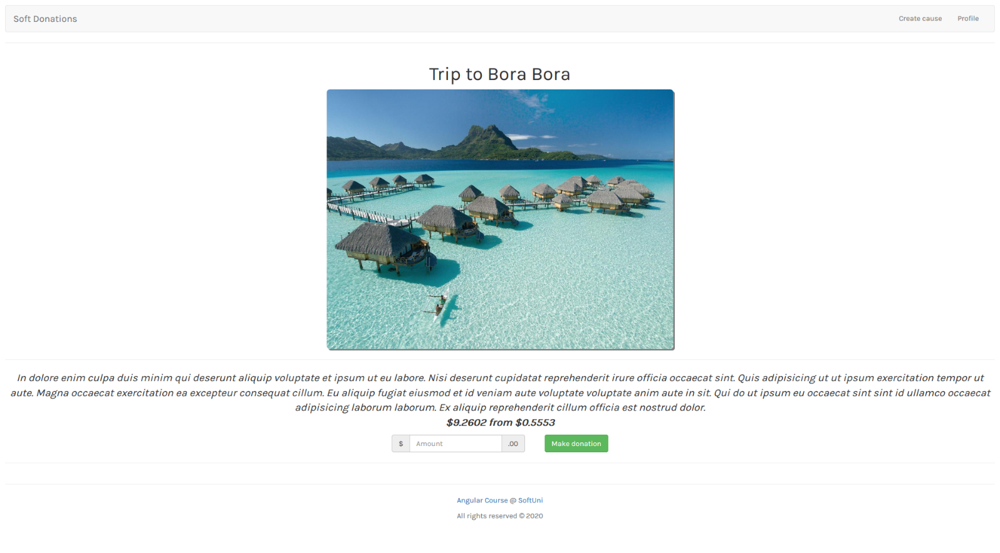 Soft Donations
Create cause
Profile
Trip to Bora Bora
In dolore enim culpa duis minim qui deserunt aliquip voluptate et ipsum ut eu labore. Nisi deserunt cupidatat reprehenderit irure officia occaecat sint. Quis adipisicing ut ut ipsum exercitation tempor ut
aute. Magna occaecat exercitation ea excepteur consequat cillum. Eu aliquip fugiat eiusmod et id veniam aute voluptate voluptate anim aute in sit. Qui do ut ipsum eu occaecat sint sint id ullamco occaecat
adipisicing laborum laborum. Ex aliquip reprehenderit cillum officia est nostrud dolor.
$9.2602 from $0.5553
$ Amount .00 Make donation
Angular Course @ SoftUni
All rights reserved © 2020